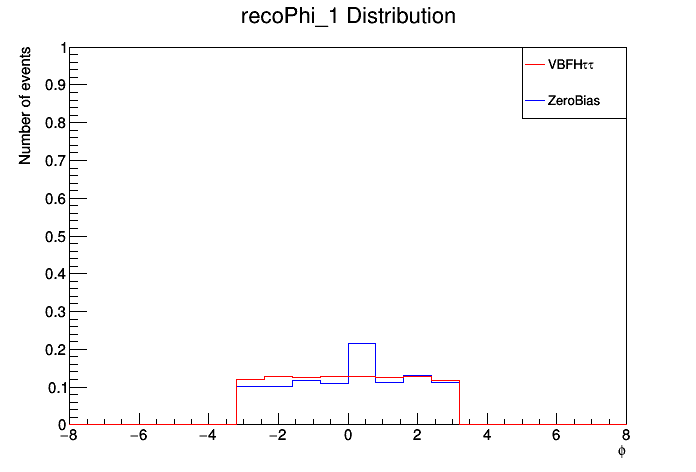 recoPhi_1 Distribution
Number of events
1
0.9
0.8
0.7
0.6
0.5
0.4
0.3
0.2
0.1
0
VBFHττ
ZeroBias
−8 −6 −4 −2 0 2 4 6 8
ϕ